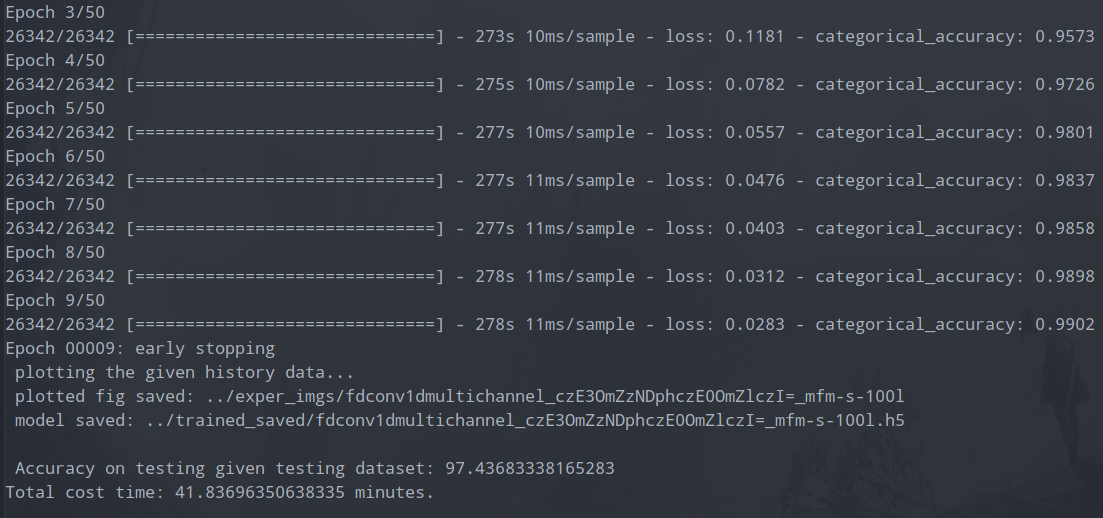 Epoch 3/50
26342/26342 [==============================] - 273s 10ms/sample - loss: 0.1181 - categorical_accuracy: 0.9573
Epoch 4/50
26342/26342 [==============================] - 275s 10ms/sample - loss: 0.0782 - categorical_accuracy: 0.9726
Epoch 5/50
26342/26342 [==============================] - 277s 10ms/sample - loss: 0.0557 - categorical_accuracy: 0.9801
Epoch 6/50
26342/26342 [==============================] - 277s 11ms/sample - loss: 0.0476 - categorical_accuracy: 0.9837
Epoch 7/50
26342/26342 [==============================] - 277s 11ms/sample - loss: 0.0403 - categorical_accuracy: 0.9858
Epoch 8/50
26342/26342 [==============================] - 278s 11ms/sample - loss: 0.0312 - categorical_accuracy: 0.9898
Epoch 9/50
26342/26342 [==============================] - 278s 11ms/sample - loss: 0.0283 - categorical_accuracy: 0.9902
Epoch 00009: early stopping
plotting the given history data...
plotted fig saved: ../exper_imgs/fdconv1dmultichannel_czE3OmZzNDphczE0OmZlczI=_mfm-s-100l
model saved: ../trained_saved/fdconv1dmultichannel_czE3OmZzNDphczE0OmZlczI=_mfm-s-100l.h5
Accuracy on testing given testing dataset: 97.43683338165283
Total cost time: 41.83696350638335 minutes.